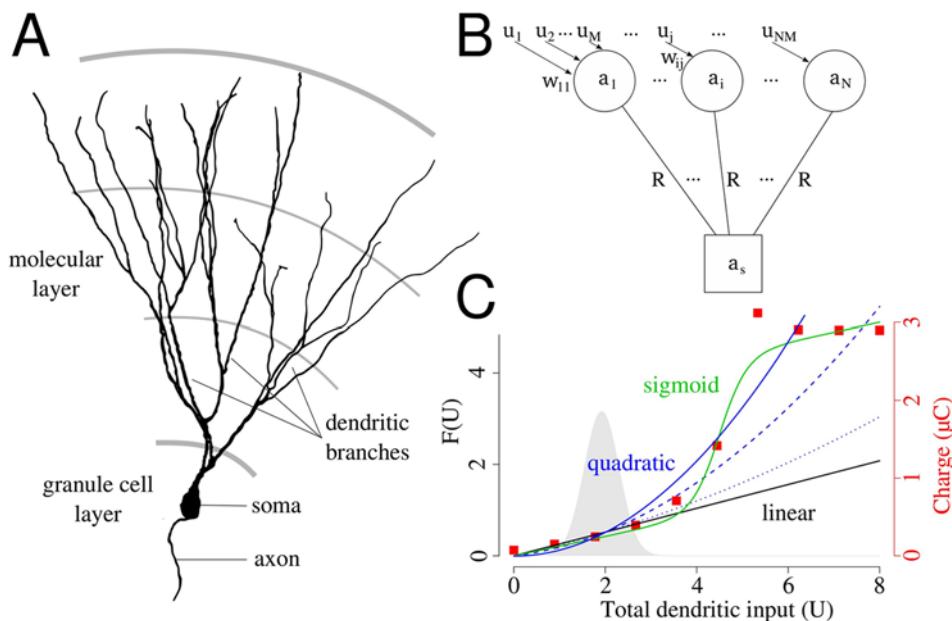 A
molecular
layer
granule cell
layer
dendritic
branches
soma
axon
B
u1 u2 ... uM ... uj ... uNM
w11 wij
a1 ... ai ... aN
R ... R ... R
as
C
F(U)
0 2 4
sigmoid
quadratic
linear
0 2 4 6 8
Total dendritic input (U)
0 1 2 3
Charge (μC)